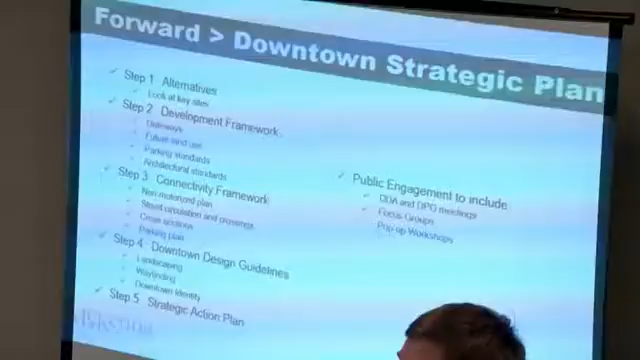 Forward > Downtown Strategic Plan
✓ Step 1 Alternatives
Look at key sites
✓ Step 2 Development Framework
Future land use
Parking standards
Architectural standards
✓ Step 3 Connectivity Framework
Non motorized plan
Street circulation and crossings
Cross sections
Parking plan
✓ Step 4 Downtown Design Guidelines
Landscaping
Wayfinding
Downtown Identity
✓ Step 5 Strategic Action Plan
✓ Public Engagement to include
DDA and DPG meetings
Focus Groups
Pop-up Workshops